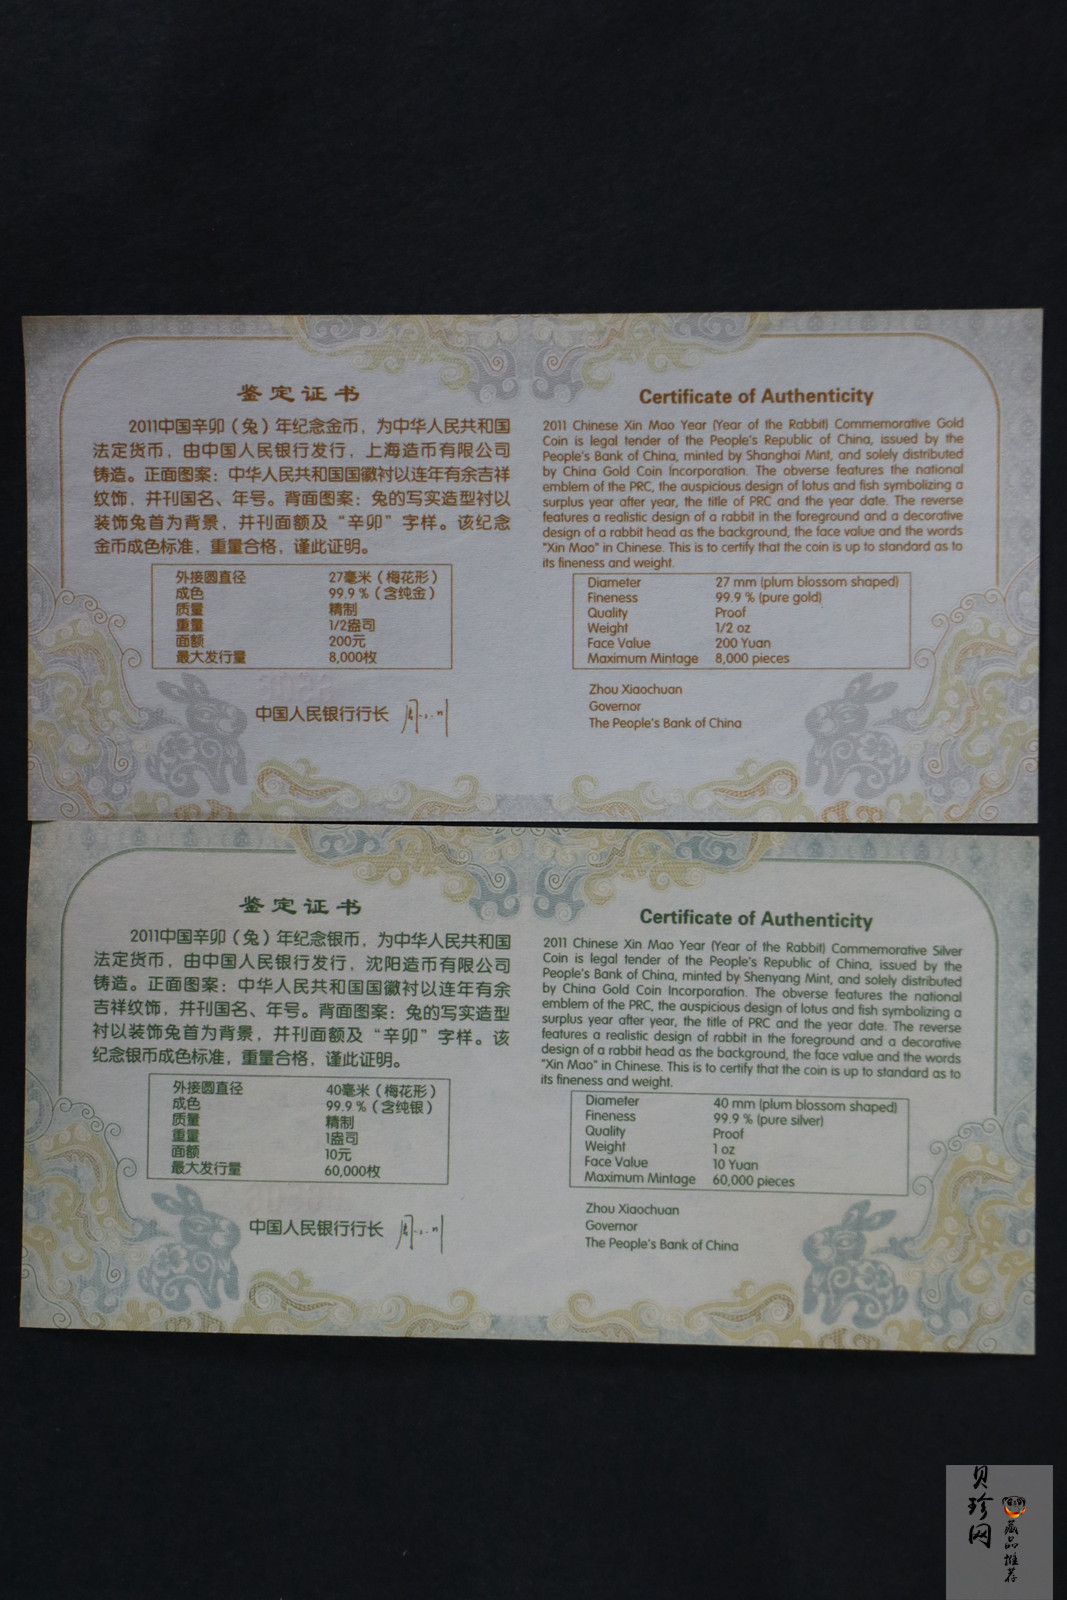 鉴定证书
2011中国辛卯（兔）年纪念金币，为中华人民共和国
法定货币，由中国人民银行发行，上海造币有限公司
铸造。正面图案：中华人民共和国国徽衬以连年有余吉祥
纹饰，并刊国名、年号。背面图案：兔的写实造型衬以
装饰兔首为背景，并刊面额及“辛卯”字样。该纪念
金币成色标准，重量合格，谨此证明。
外接圆直径 27毫米（梅花形）
成色 99.9％（含纯金）
质量 精制
重量 1/2盎司
面额 200元
最大发行量 8,000枚
中国人民银行行长
Certificate of Authenticity
2011 Chinese Xin Mao Year (Year of the Rabbit) Commemorative Gold
Coin is legal tender of the People's Republic of China, issued by the
People's Bank of China, minted by Shanghai Mint, and solely distributed
by China Gold Coin Incorporation. The obverse features the national
emblem of the PRC, the auspicious design of lotus and fish symbolizing a
surplus year after year, the title of PRC and the year date. The reverse
features a realistic design of a rabbit in the foreground and a decorative
design of a rabbit head as the background, the face value and the words
"Xin Mao" in Chinese. This is to certify that the coin is up to standard as to
its fineness and weight.
Diameter 27 mm (plum blossom shaped)
Fineness 99.9 % (pure gold)
Quality Proof
Weight 1/2 oz
Face Value 200 Yuan
Maximum Mintage 8,000 pieces
Zhou Xiaochuan
Governor
The People's Bank of China
鉴定证书
2011中国辛卯（兔）年纪念银币，为中华人民共和国
法定货币，由中国人民银行发行，沈阳造币有限公司
铸造。正面图案：中华人民共和国国徽衬以连年有余
吉祥纹饰，并刊国名、年号。背面图案：兔的写实造型
衬以装饰兔首为背景，并刊面额及“辛卯”字样。该
纪念银币成色标准，重量合格，谨此证明。
外接圆直径 40毫米（梅花形）
成色 99.9％（含纯银）
质量 精制
重量 1盎司
面额 10元
最大发行量 60,000枚
中国人民银行行长
Certificate of Authenticity
2011 Chinese Xin Mao Year (Year of the Rabbit) Commemorative Silver
Coin is legal tender of the People's Republic of China, issued by the
People's Bank of China, minted by Shenyang Mint, and solely distributed
by China Gold Coin Incorporation. The obverse features the national
emblem of the PRC, the auspicious design of lotus and fish symbolizing a
surplus year after year, the title of PRC and the year date. The reverse
features a realistic design of rabbit in the foreground and a decorative
design of a rabbit head as the background, the face value and the words
"Xin Mao" in Chinese. This is to certify that the coin is up to standard as to
its fineness and weight.
Diameter 40 mm (plum blossom shaped)
Fineness 99.9 % (pure silver)
Quality Proof
Weight 1 oz
Face Value 10 Yuan
Maximum Mintage 60,000 pieces
Zhou Xiaochuan
Governor
The People's Bank of China
贝珍网
藏品推荐